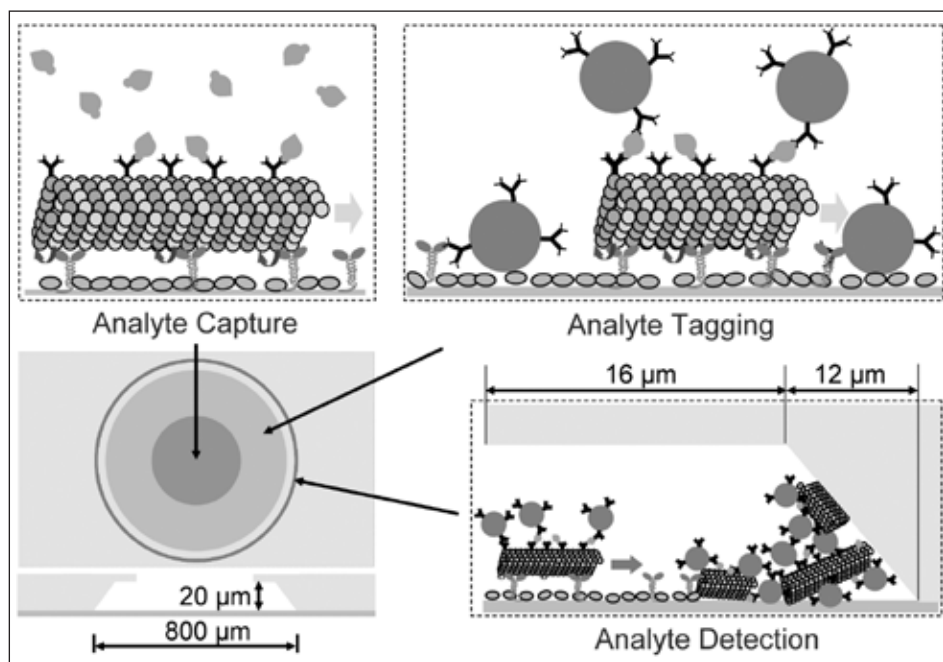 Analyte Capture
Analyte Tagging
16 µm
12 µm
20 µm
800 µm
Analyte Detection